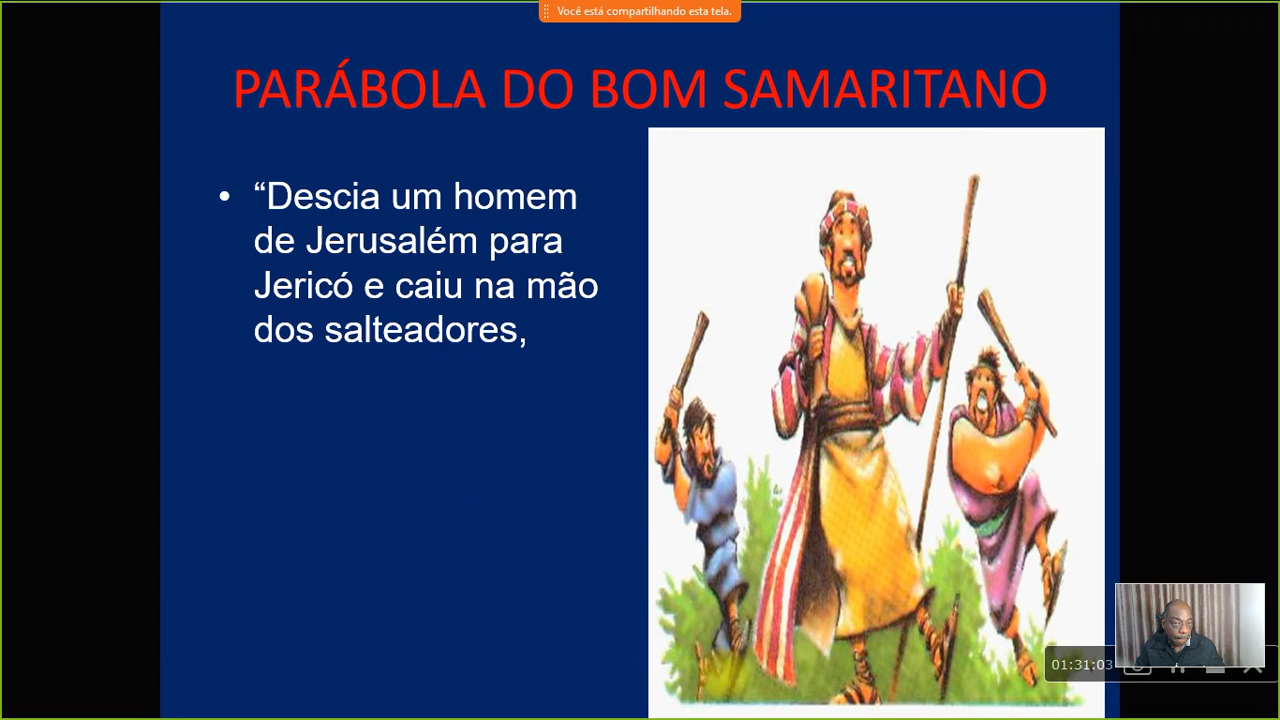 Você está compartilhando esta tela.
PARÁBOLA DO BOM SAMARITANO
• “Descia um homem
de Jerusalém para
Jericó e caiu na mão
dos salteadores,
01:31:03